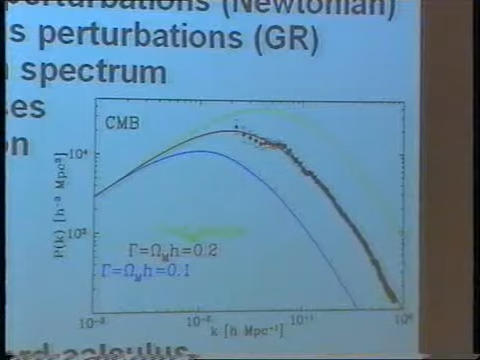 perturbations (Newtonian)
s perturbations (GR)
spectrum
es
on
CMB
P(k) [h⁻³ Mpc³]
10⁴
10³
Γ=Ω_M h=0.2
Γ=Ω_M h=0.1
10⁻³
10⁻²
10⁻¹
10⁰
k [h Mpc⁻¹]
calculus